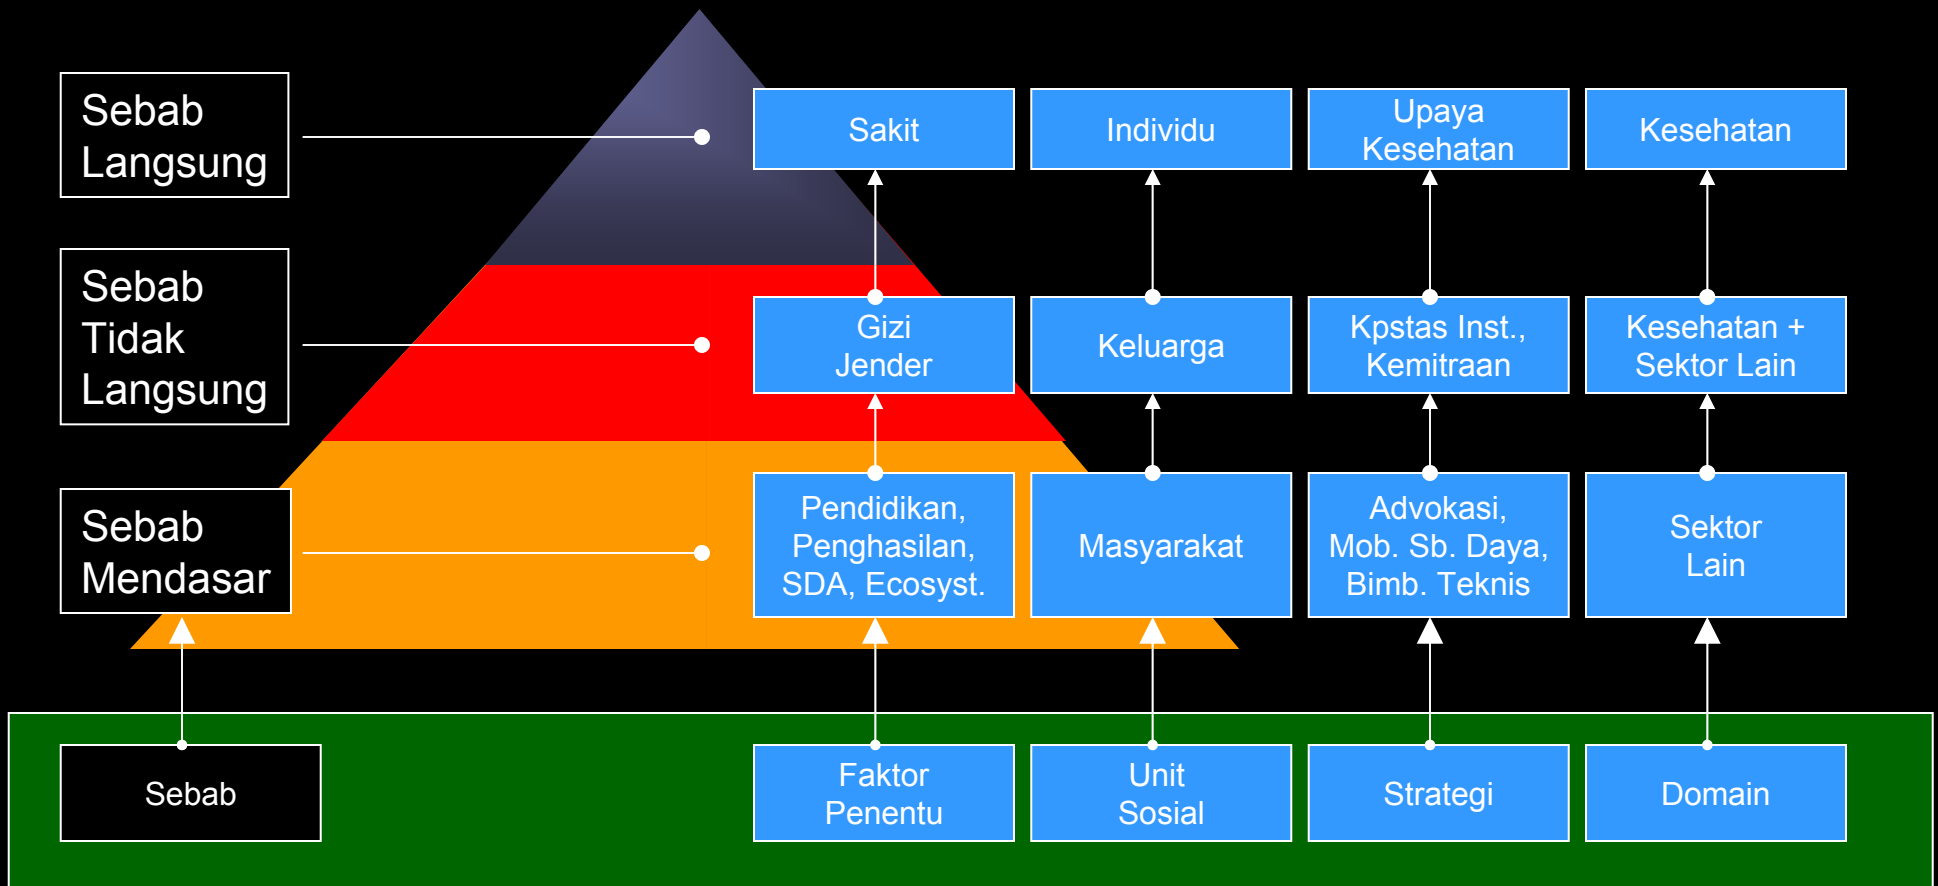 Sebab
Langsung
Sakit
Individu
Upaya
Kesehatan
Kesehatan
Sebab
Tidak
Langsung
Gizi
Jender
Keluarga
Kpstas Inst.,
Kemitraan
Kesehatan +
Sektor Lain
Sebab
Mendasar
Pendidikan,
Penghasilan,
SDA, Ecosyst.
Masyarakat
Advokasi,
Mob. Sb. Daya,
Bimb. Teknis
Sektor
Lain
Sebab
Faktor
Penentu
Unit
Sosial
Strategi
Domain